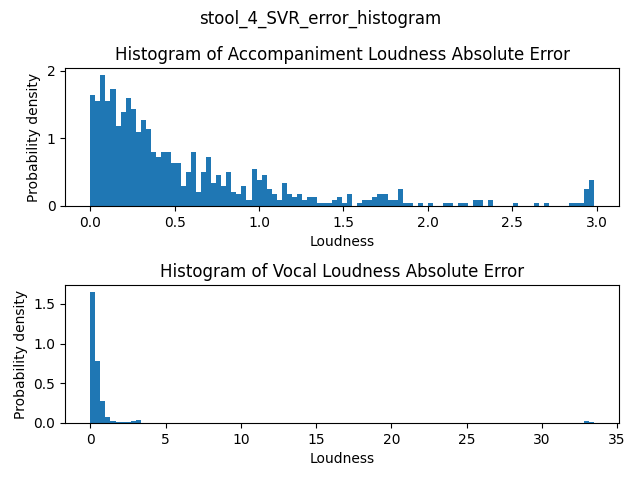 stool_4_SVR_error_histogram
Histogram of Accompaniment Loudness Absolute Error
Probability density
2
1
0
0.0 0.5 1.0 1.5 2.0 2.5 3.0
Loudness
Histogram of Vocal Loudness Absolute Error
Probability density
1.5
1.0
0.5
0.0
0 5 10 15 20 25 30 35
Loudness